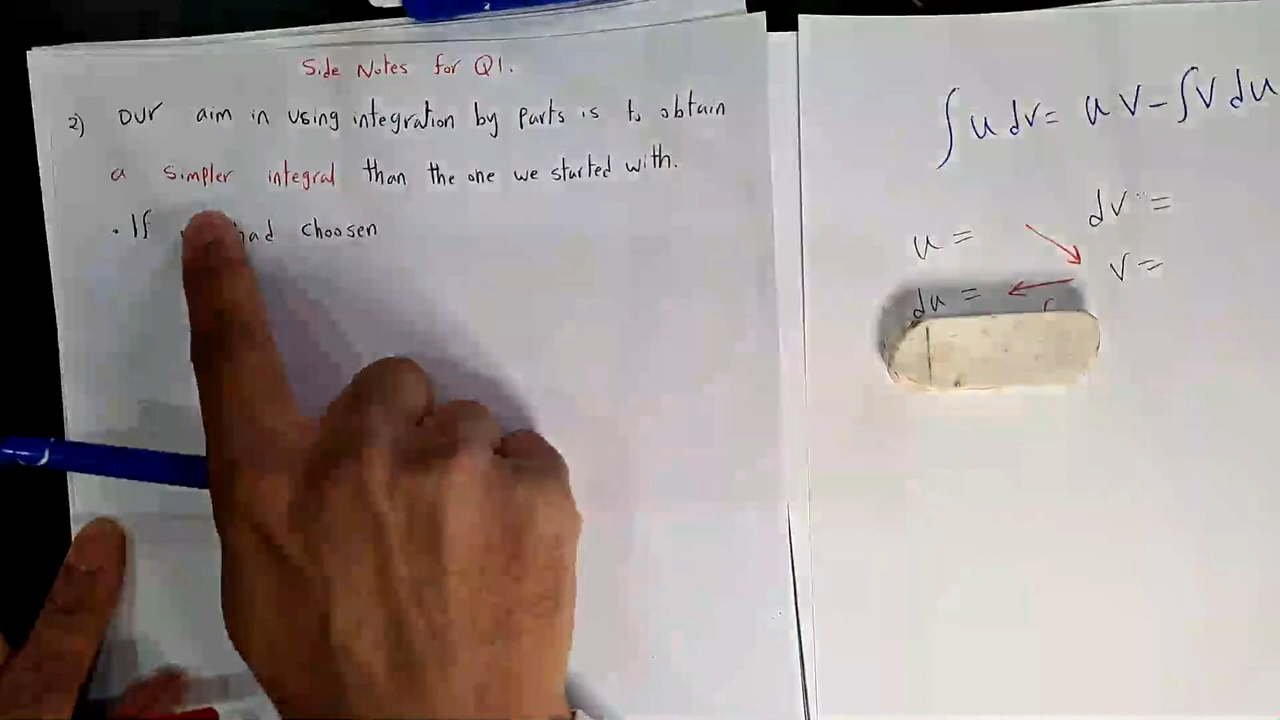 Side Notes for Q1.
2) Our aim in using integration by parts is to obtain
a simpler integral than the one we started with.
. If had choosen
∫u dv = u v - ∫v du
u = dv =
du = v =